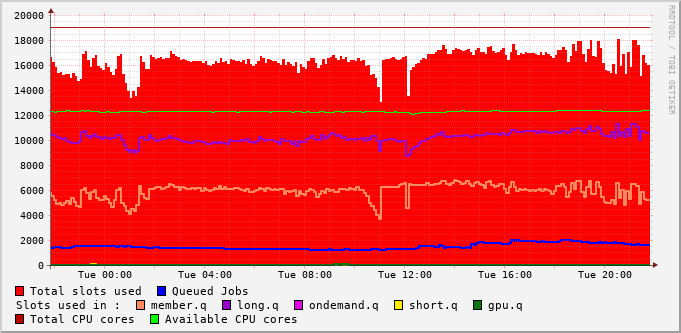 20000
18000
16000
14000
12000
10000
8000
6000
4000
2000
0
Tue 00:00 Tue 04:00 Tue 08:00 Tue 12:00 Tue 16:00 Tue 20:00
RRDTOOL / TOBI OETIKER
Total slots used Queued Jobs
Slots used in : member.q long.q ondemand.q short.q gpu.q
Total CPU cores Available CPU cores